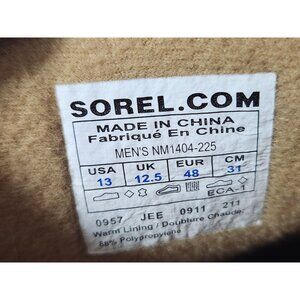 SOREL.COM
MADE IN CHINA
Fabriqué En Chine
MEN'S NM1404-225
USA UK EUR CM
13 12.5 48 31
ECA-1
0957 JEE 0911 211
Warm Lining / Doublure Chaude:
88% Polypropylene